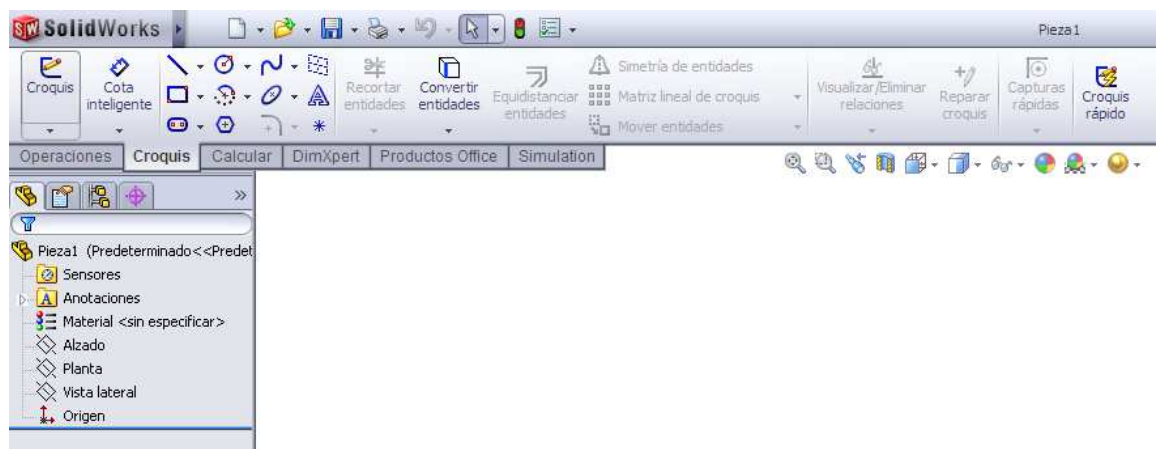 SolidWorks
Pieza1
Croquis
Cota inteligente
Recortar entidades
Convertir entidades
Equidistanciar entidades
Simetría de entidades
Matriz lineal de croquis
Mover entidades
Visualizar/Eliminar relaciones
Reparar croquis
Capturas rápidas
Croquis rápido
Operaciones Croquis Calcular DimXpert Productos Office Simulation
Pieza1 (Predeterminado<<Predet
Sensores
Anotaciones
Material <sin especificar>
Alzado
Planta
Vista lateral
Origen